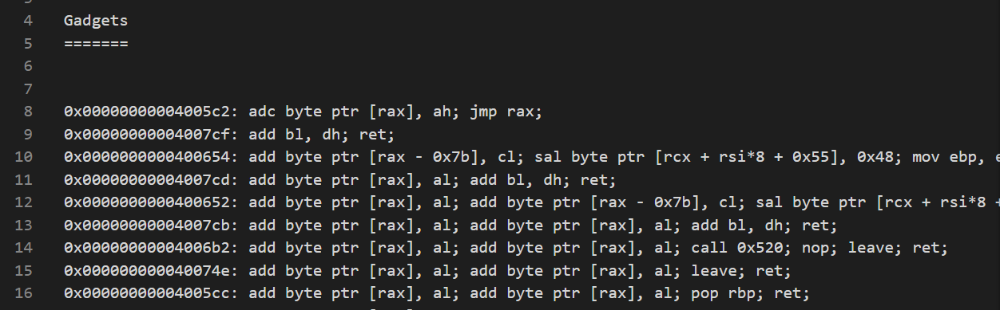 4 Gadgets
5 =======
6
7
8 0x00000000004005c2: adc byte ptr [rax], ah; jmp rax;
9 0x00000000004007cf: add bl, dh; ret;
10 0x0000000000400654: add byte ptr [rax - 0x7b], cl; sal byte ptr [rcx + rsi*8 + 0x55], 0x48; mov ebp,
11 0x00000000004007cd: add byte ptr [rax], al; add bl, dh; ret;
12 0x0000000000400652: add byte ptr [rax], al; add byte ptr [rax - 0x7b], cl; sal byte ptr [rcx + rsi*8 +
13 0x00000000004007cb: add byte ptr [rax], al; add byte ptr [rax], al; add bl, dh; ret;
14 0x00000000004006b2: add byte ptr [rax], al; add byte ptr [rax], al; call 0x520; nop; leave; ret;
15 0x000000000040074e: add byte ptr [rax], al; add byte ptr [rax], al; leave; ret;
16 0x00000000004005cc: add byte ptr [rax], al; add byte ptr [rax], al; pop rbp; ret;